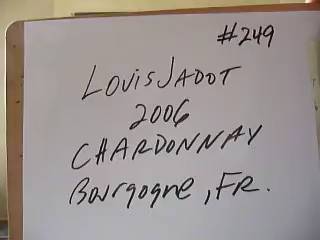 #249
Louis Jadot
2006
CHARDONNAY
Bourgogne, FR.